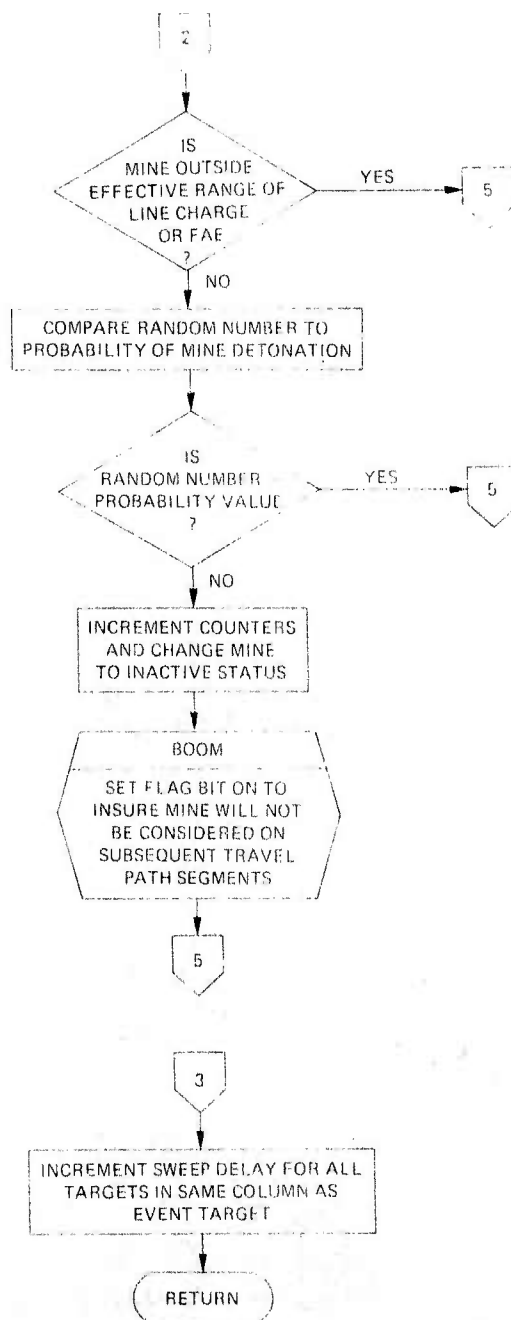 2
IS
MINE OUTSIDE
EFFECTIVE RANGE OF
LINE CHARGE
OR FAE
?
YES
5
NO
COMPARE RANDOM NUMBER TO
PROBABILITY OF MINE DETONATION
IS
RANDOM NUMBER
PROBABILITY VALUE
?
YES
5
NO
INCREMENT COUNTERS
AND CHANGE MINE
TO INACTIVE STATUS
BOOM
SET FLAG BIT ON TO
INSURE MINE WILL NOT
BE CONSIDERED ON
SUBSEQUENT TRAVEL
PATH SEGMENTS
5
3
INCREMENT SWEEP DELAY FOR ALL
TARGETS IN SAME COLUMN AS
EVENT TARGET
RETURN